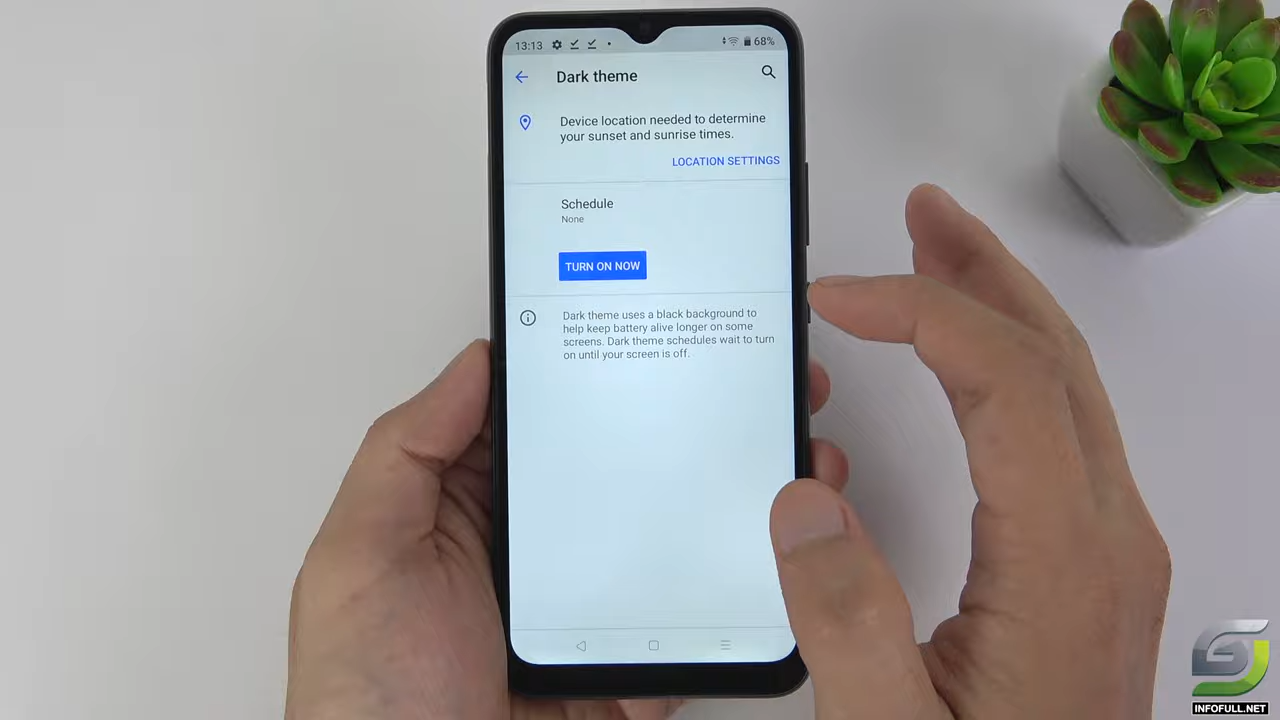 13:13 68%
Dark theme
Device location needed to determine
your sunset and sunrise times.
LOCATION SETTINGS
Schedule
None
TURN ON NOW
Dark theme uses a black background to
help keep battery alive longer on some
screens. Dark theme schedules wait to turn
on until your screen is off.
INFOFULL.NET